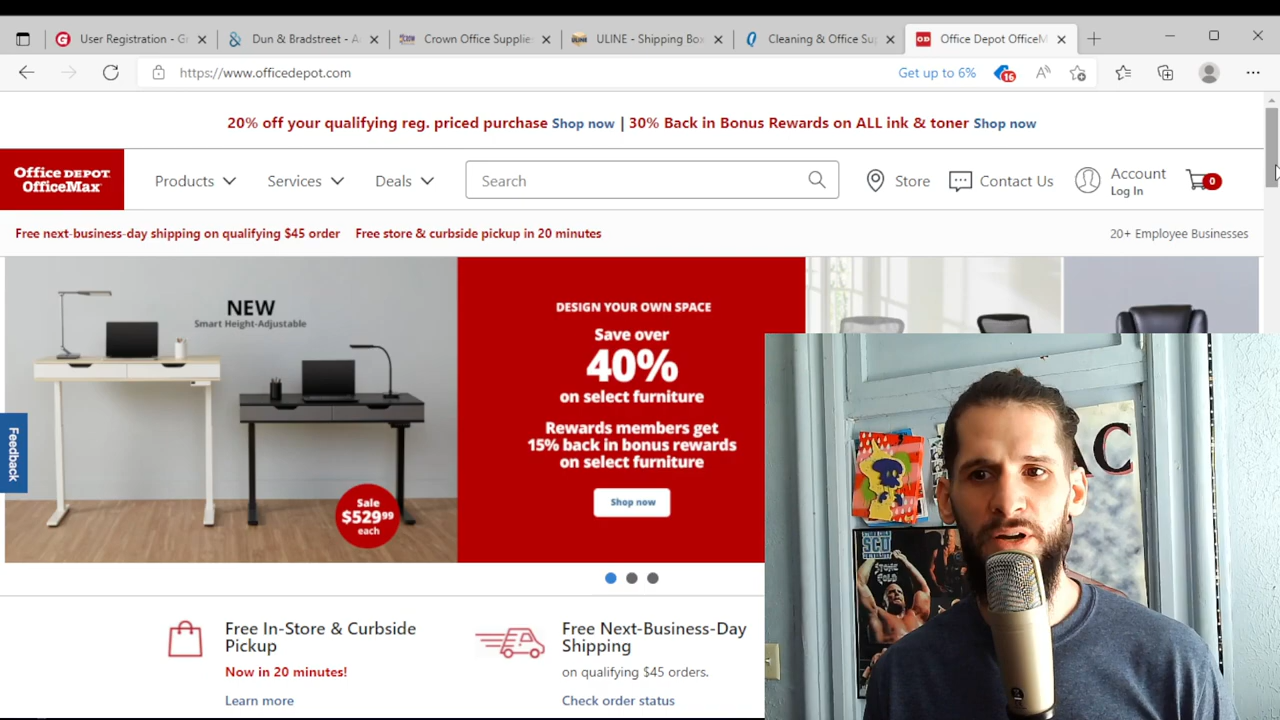 User Registration - Gr
Dun & Bradstreet - A
Crown Office Supplies
ULINE - Shipping Box
Cleaning & Office Su
Office Depot OfficeM
https://www.officedepot.com
Get up to 6%
16
20% off your qualifying reg. priced purchase Shop now | 30% Back in Bonus Rewards on ALL ink & toner Shop now
Office DEPOT
OfficeMax
Products
Services
Deals
Search
Store
Contact Us
Account
Log In
0
Free next-business-day shipping on qualifying $45 order
Free store & curbside pickup in 20 minutes
20+ Employee Businesses
NEW
Smart Height-Adjustable
Sale
$529.99
each
DESIGN YOUR OWN SPACE
Save over
40%
on select furniture
Rewards members get
15% back in bonus rewards
on select furniture
Shop now
Feedback
Free In-Store & Curbside
Pickup
Now in 20 minutes!
Learn more
Free Next-Business-Day
Shipping
on qualifying $45 orders.
Check order status